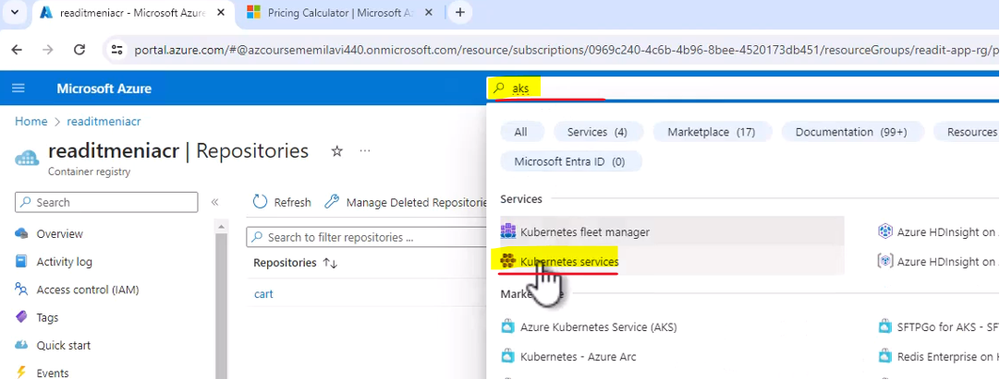 readitmeniacr - Microsoft Azure
Pricing Calculator | Microsoft Az
portal.azure.com/#@azcoursememilavi440.onmicrosoft.com/resource/subscriptions/0969c240-4c6b-4b96-8bee-4520173db451/resourceGroups/readit-app-rg/p
Microsoft Azure
aks
Home > readitmeniacr
readitmeniacr | Repositories
Container registry
Search
Overview
Activity log
Access control (IAM)
Tags
Quick start
Events
Refresh
Manage Deleted Repositorie
Search to filter repositories ...
Repositories
cart
All
Services (4)
Marketplace (17)
Documentation (99+)
Resources
Microsoft Entra ID (0)
Services
Kubernetes fleet manager
Azure HDInsight on
Kubernetes services
Azure HDInsight on
Azure Kubernetes Service (AKS)
SFTPGo for AKS - SF
Kubernetes - Azure Arc
Redis Enterprise on